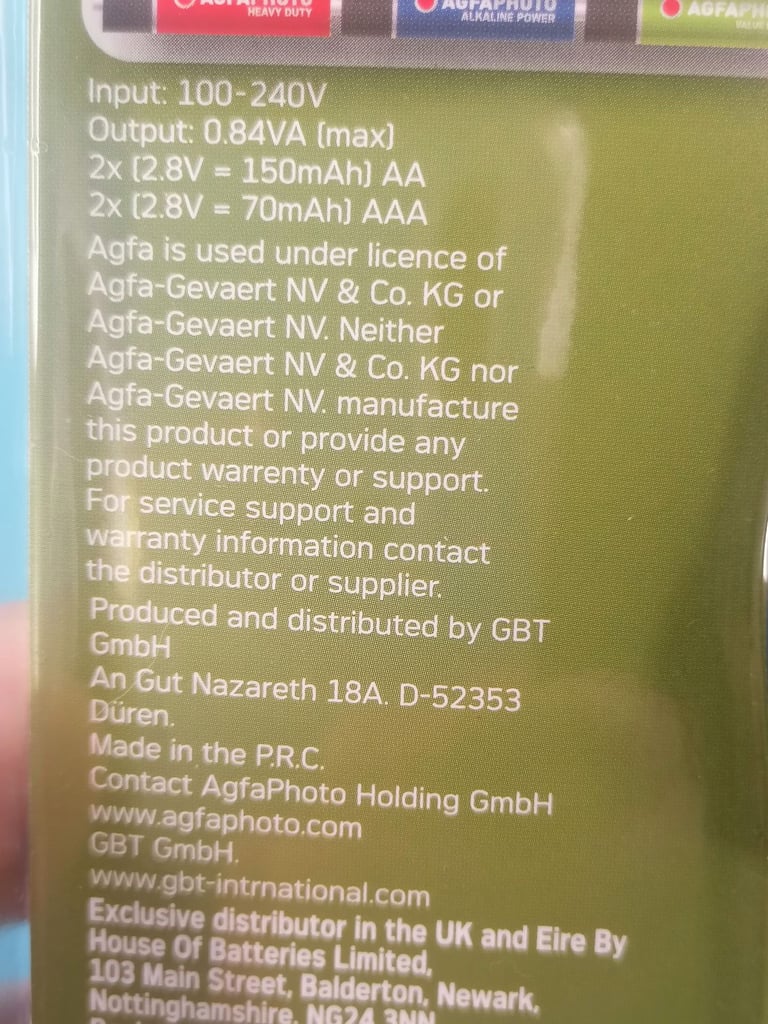 AGFAPHOTO
HEAVY DUTY
AGFAPHOTO
ALKALINE POWER
AGFAPH
VALUE
Input: 100-240V
Output: 0.84VA (max)
2x (2.8V = 150mAh) AA
2x (2.8V = 70mAh) AAA
Agfa is used under licence of
Agfa-Gevaert NV & Co. KG or
Agfa-Gevaert NV. Neither
Agfa-Gevaert NV & Co. KG nor
Agfa-Gevaert NV. manufacture
this product or provide any
product warrenty or support.
For service support and
warranty information contact
the distributor or supplier.
Produced and distributed by GBT
GmbH
An Gut Nazareth 18A. D-52353
Düren.
Made in the P.R.C.
Contact AgfaPhoto Holding GmbH
www.agfaphoto.com
GBT GmbH.
www.gbt-intrnational.com
Exclusive distributor in the UK and Eire By
House Of Batteries Limited,
103 Main Street, Balderton, Newark,
Nottinghamshire, NG24 3NN